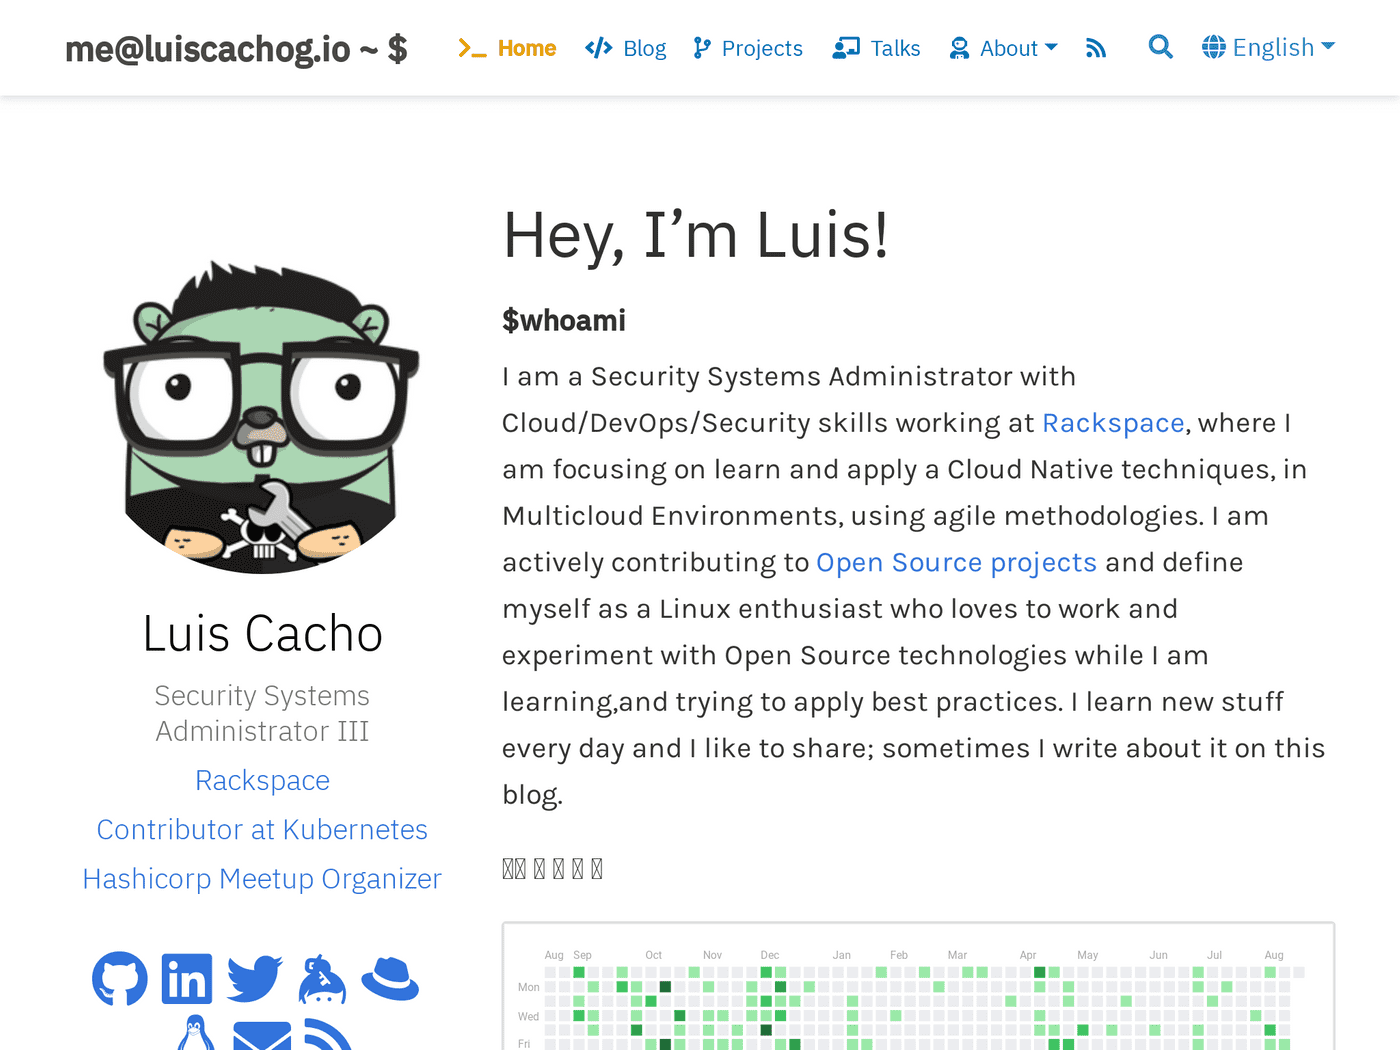 me@luiscachog.io ~ $
Home Blog Projects Talks About English
Luis Cacho
Security Systems
Administrator III
Rackspace
Contributor at Kubernetes
Hashicorp Meetup Organizer
in
Hey, I’m Luis!
$whoami
I am a Security Systems Administrator with
Cloud/DevOps/Security skills working at Rackspace, where I
am focusing on learn and apply a Cloud Native techniques, in
Multicloud Environments, using agile methodologies. I am
actively contributing to Open Source projects and define
myself as a Linux enthusiast who loves to work and
experiment with Open Source technologies while I am
learning,and trying to apply best practices. I learn new stuff
every day and I like to share; sometimes I write about it on this
blog.
Aug Sep Oct Nov Dec Jan Feb Mar Apr May Jun Jul Aug
Mon
Wed
Fri